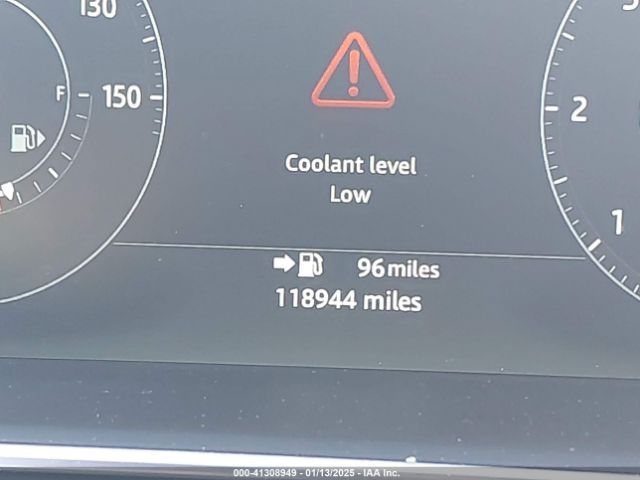 130
F
150
Coolant level
Low
2
1
96 miles
118944 miles
000-41308949 - 01/13/2025 - IAA Inc.